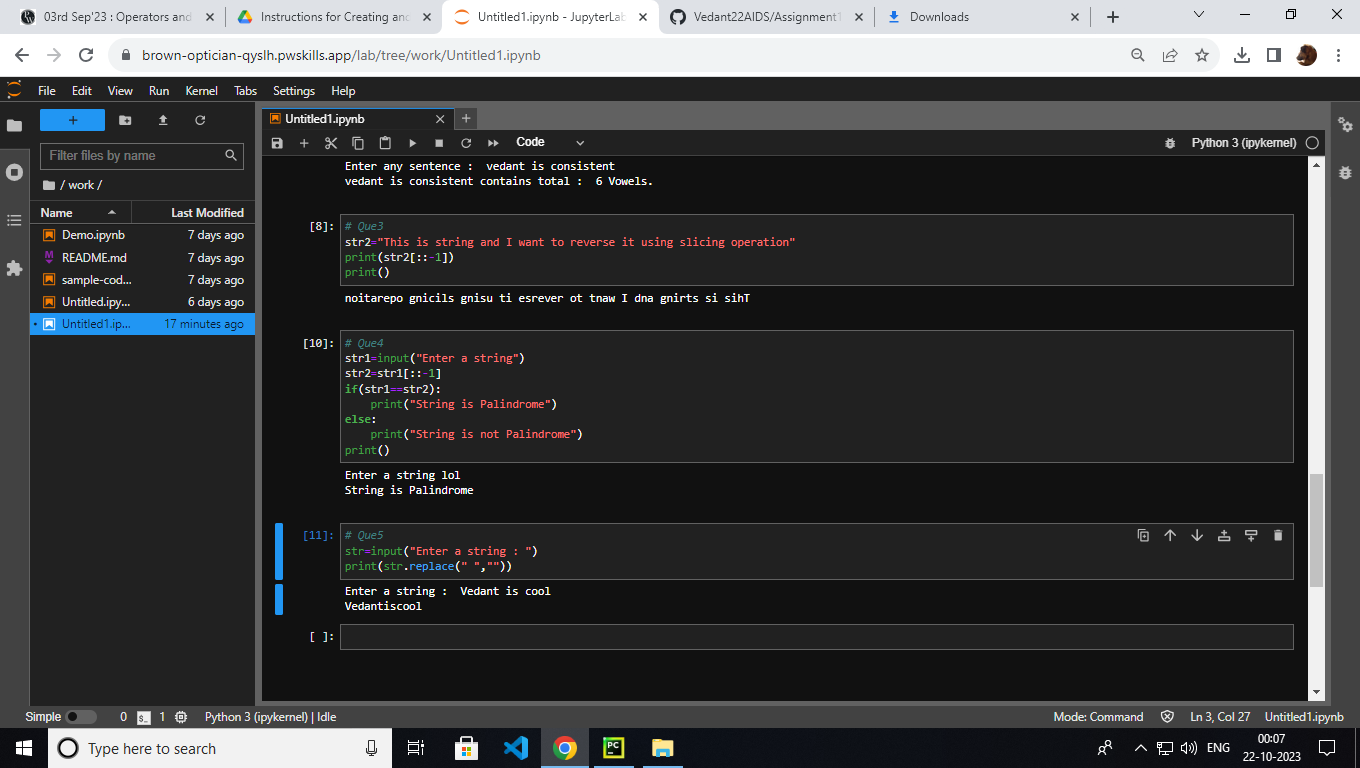 03rd Sep'23 : Operators and
Instructions for Creating and
Untitled1.ipynb - JupyterLab
Vedant22AIDS/Assignment1
Downloads
brown-optician-qyslh.pwskills.app/lab/tree/work/Untitled1.ipynb
File Edit View Run Kernel Tabs Settings Help
Filter files by name
/ work /
Name Last Modified
Demo.ipynb 7 days ago
README.md 7 days ago
sample-cod... 7 days ago
Untitled.ipy... 6 days ago
Untitled1.ip... 17 minutes ago
Untitled1.ipynb
Code
Python 3 (ipykernel)
Enter any sentence :  vedant is consistent
vedant is consistent contains total :  6 Vowels.
[8]: # Que3
str2="This is string and I want to reverse it using slicing operation"
print(str2[::-1])
print()
noitarepo gnicils gnisu ti esrever ot tnaw I dna gnirts si sihT
[10]: # Que4
str1=input("Enter a string")
str2=str1[::-1]
if(str1==str2):
    print("String is Palindrome")
else:
    print("String is not Palindrome")
print()
Enter a string lol
String is Palindrome
[11]: # Que5
str=input("Enter a string : ")
print(str.replace(" ",""))
Enter a string :  Vedant is cool
Vedantiscool
[ ]:
Simple 0 $_ 1 Python 3 (ipykernel) | Idle Mode: Command Ln 3, Col 27 Untitled1.ipynb
Type here to search
PC
ENG
00:07
22-10-2023